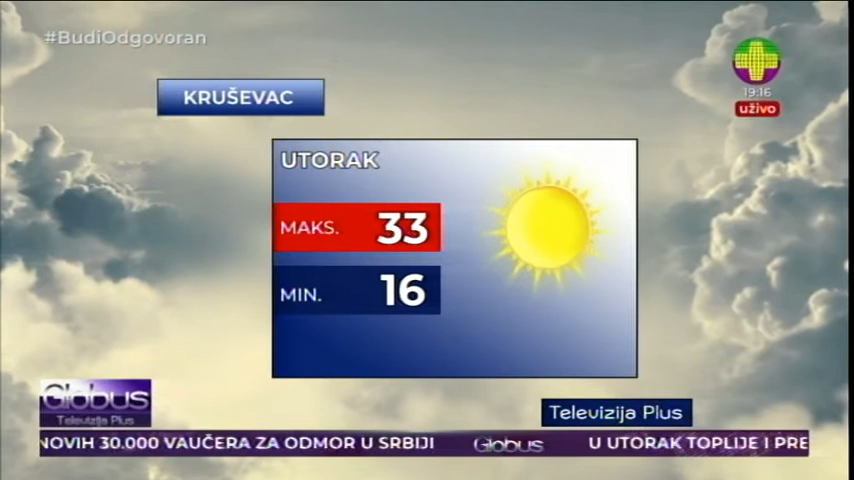 #BudiOdgovoran
19:16
uživo
KRUŠEVAC
UTORAK
MAKS. 33
MIN. 16
Globus
Televizija Plus
Televizija Plus
NOVIH 30.000 VAUČERA ZA ODMOR U SRBIJI Globus U UTORAK TOPLIJE I PRE